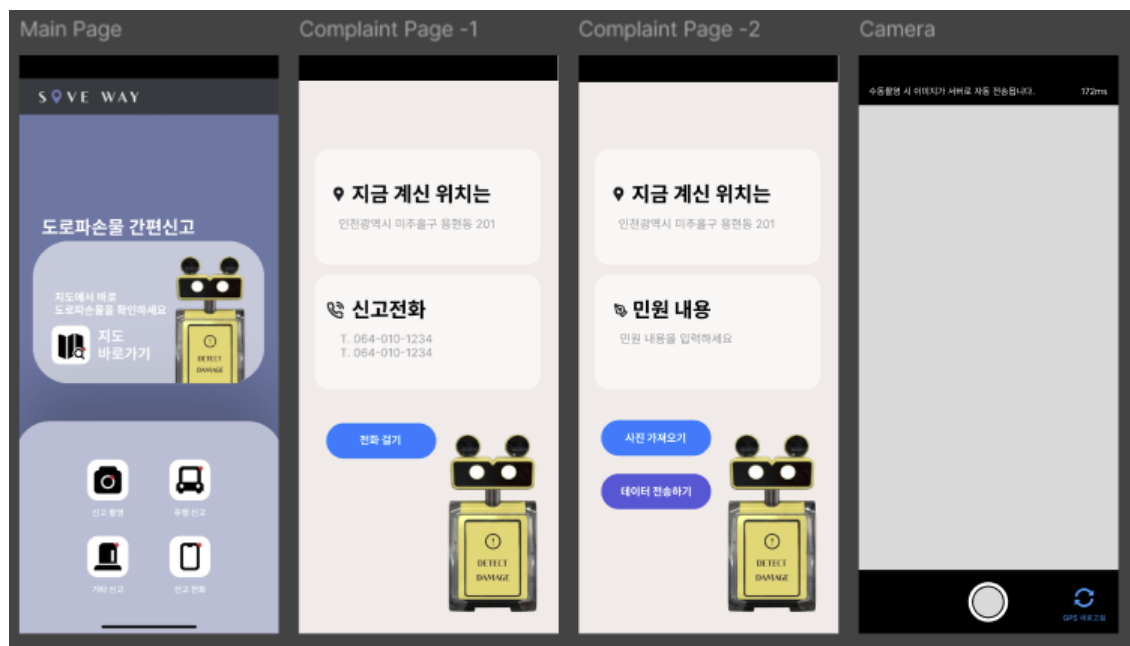 Main Page
S VE WAY
도로파손물 간편신고
지도에서 바로
도로파손물을 확인하세요
지도
바로가기
DETECT
DAMAGE
신고 촬영
주행 신고
기타 신고
신고 전화
Complaint Page -1
지금 계신 위치는
인천광역시 미추홀구 용현동 201
신고전화
T. 064-010-1234
T. 064-010-1234
전화 걸기
DETECT
DAMAGE
Complaint Page -2
지금 계신 위치는
인천광역시 미추홀구 용현동 201
민원 내용
민원 내용을 입력하세요
사진 가져오기
데이터 전송하기
DETECT
DAMAGE
Camera
수동촬영 시 이미지가 서버로 자동 전송됩니다.
172ms
GPS 새로고침